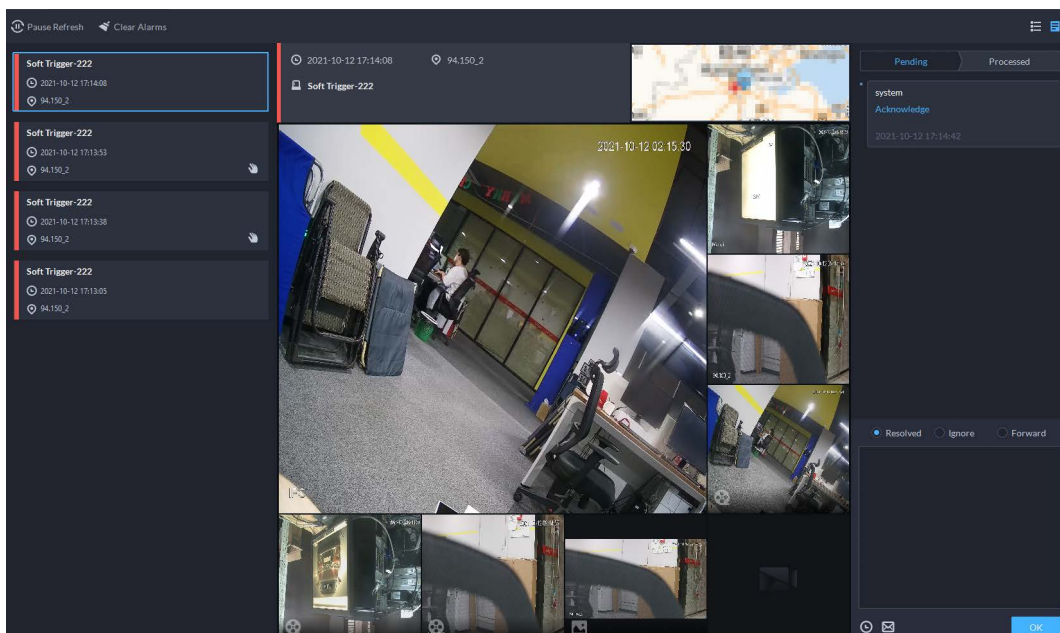 Pause Refresh
Clear Alarms
Soft Trigger-222
2021-10-12 17:14:08
94.150_2
Soft Trigger-222
2021-10-12 17:13:53
94.150_2
Soft Trigger-222
2021-10-12 17:13:38
94.150_2
Soft Trigger-222
2021-10-12 17:13:05
94.150_2
2021-10-12 17:14:08
94.150_2
Soft Trigger-222
2021-10-12 02:15:30
Pending
Processed
system
Acknowledge
2021-10-12 17:14:42
Resolved
Ignore
Forward
OK